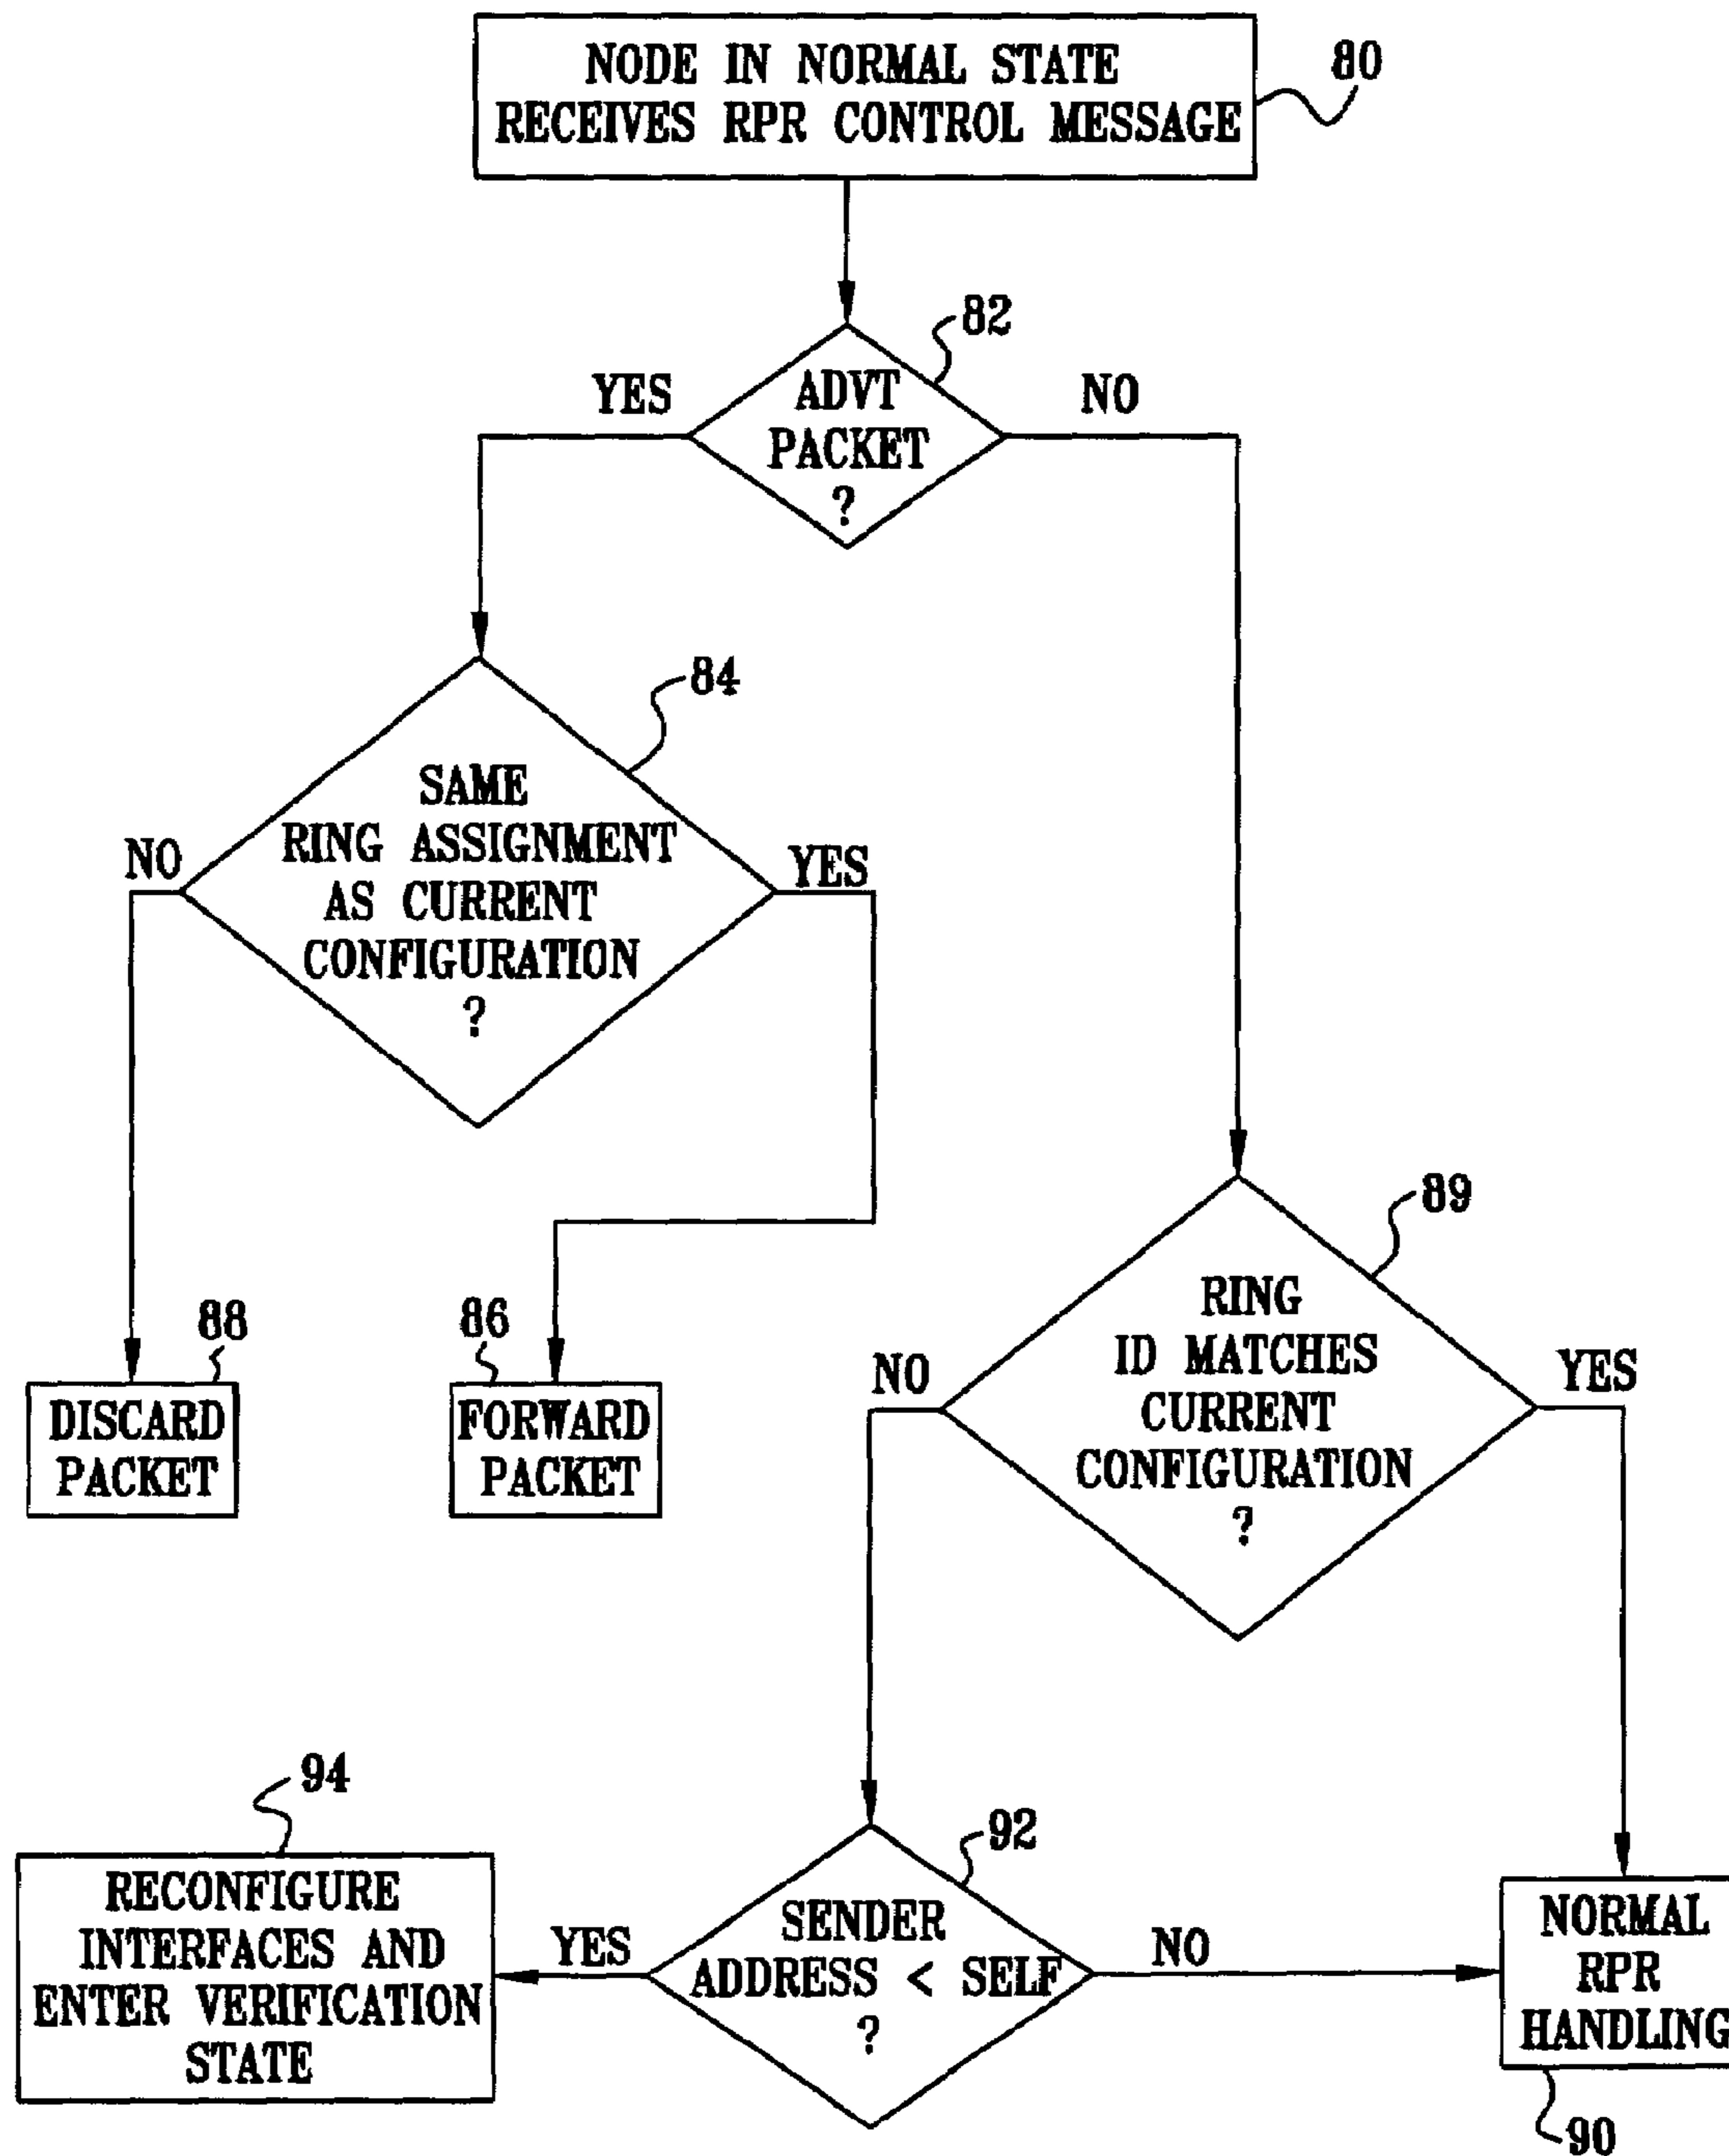 NODE IN NORMAL STATE
RECEIVES RPR CONTROL MESSAGE
80
82
YES
ADVT
PACKET
?
NO
84
SAME
RING ASSIGNMENT
AS CURRENT
CONFIGURATION
?
NO
YES
89
RING
ID MATCHES
CURRENT
CONFIGURATION
?
NO
YES
88
DISCARD
PACKET
86
FORWARD
PACKET
94
RECONFIGURE
INTERFACES AND
ENTER VERIFICATION
STATE
YES
92
SENDER
ADDRESS < SELF
?
NO
NORMAL
RPR
HANDLING
90